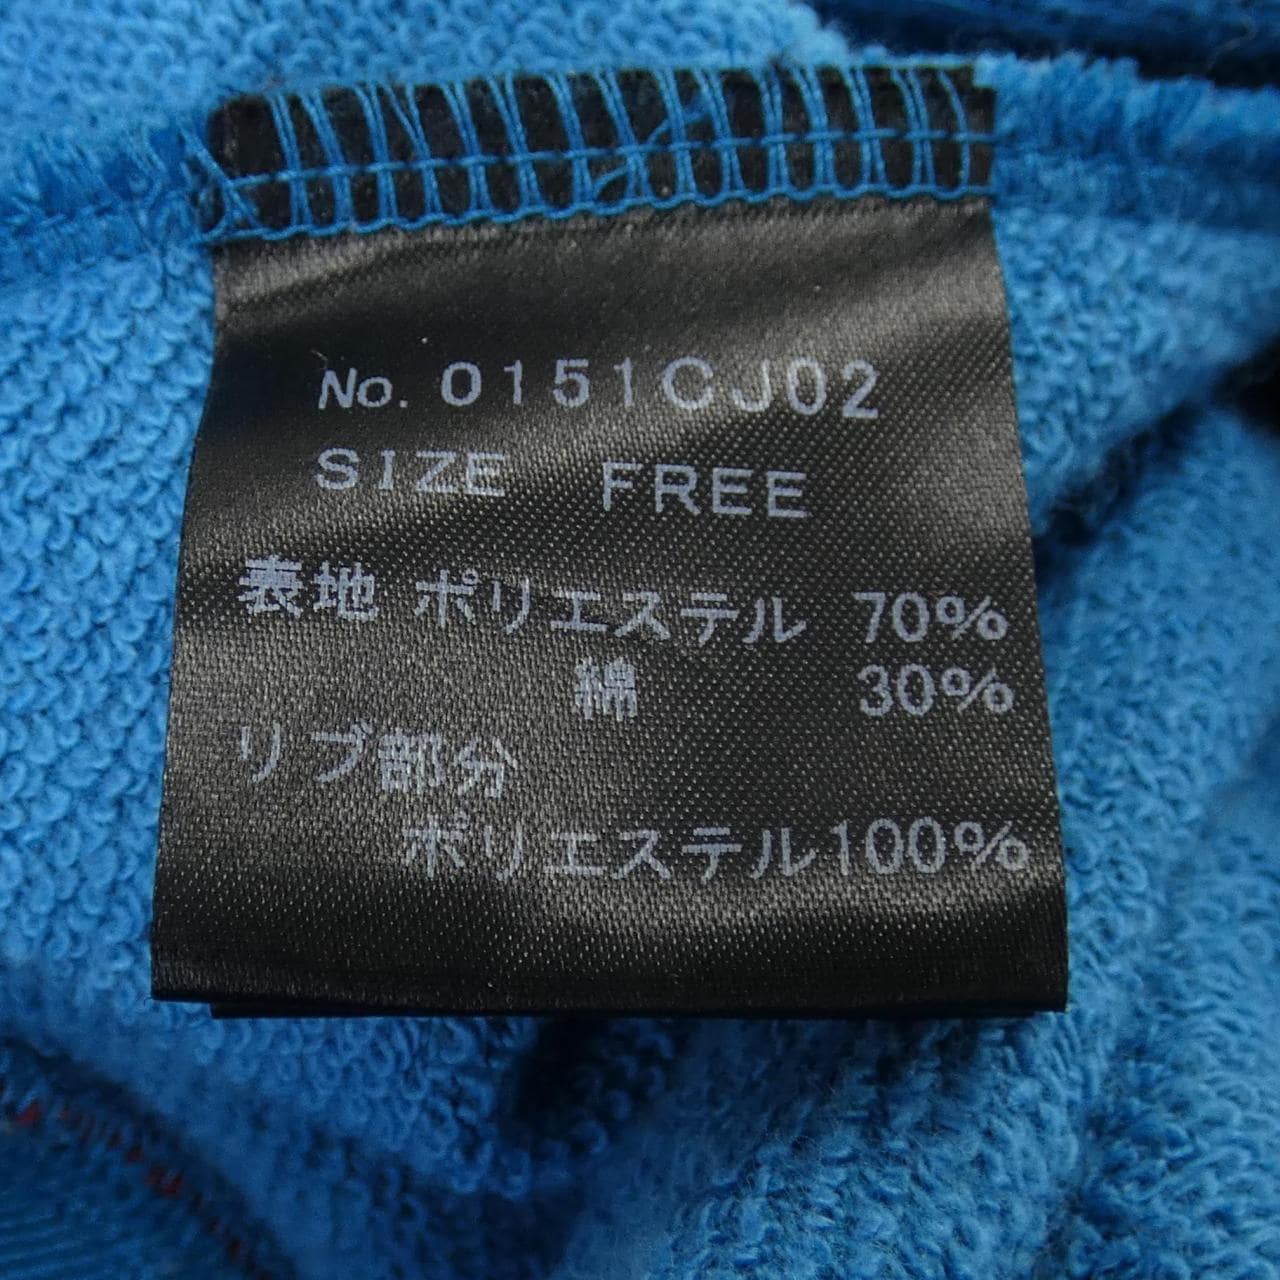 No. 0151CJ02
SIZE FREE
表地 ポリエステル 70%
綿 30%
リブ部分
ポリエステル100%